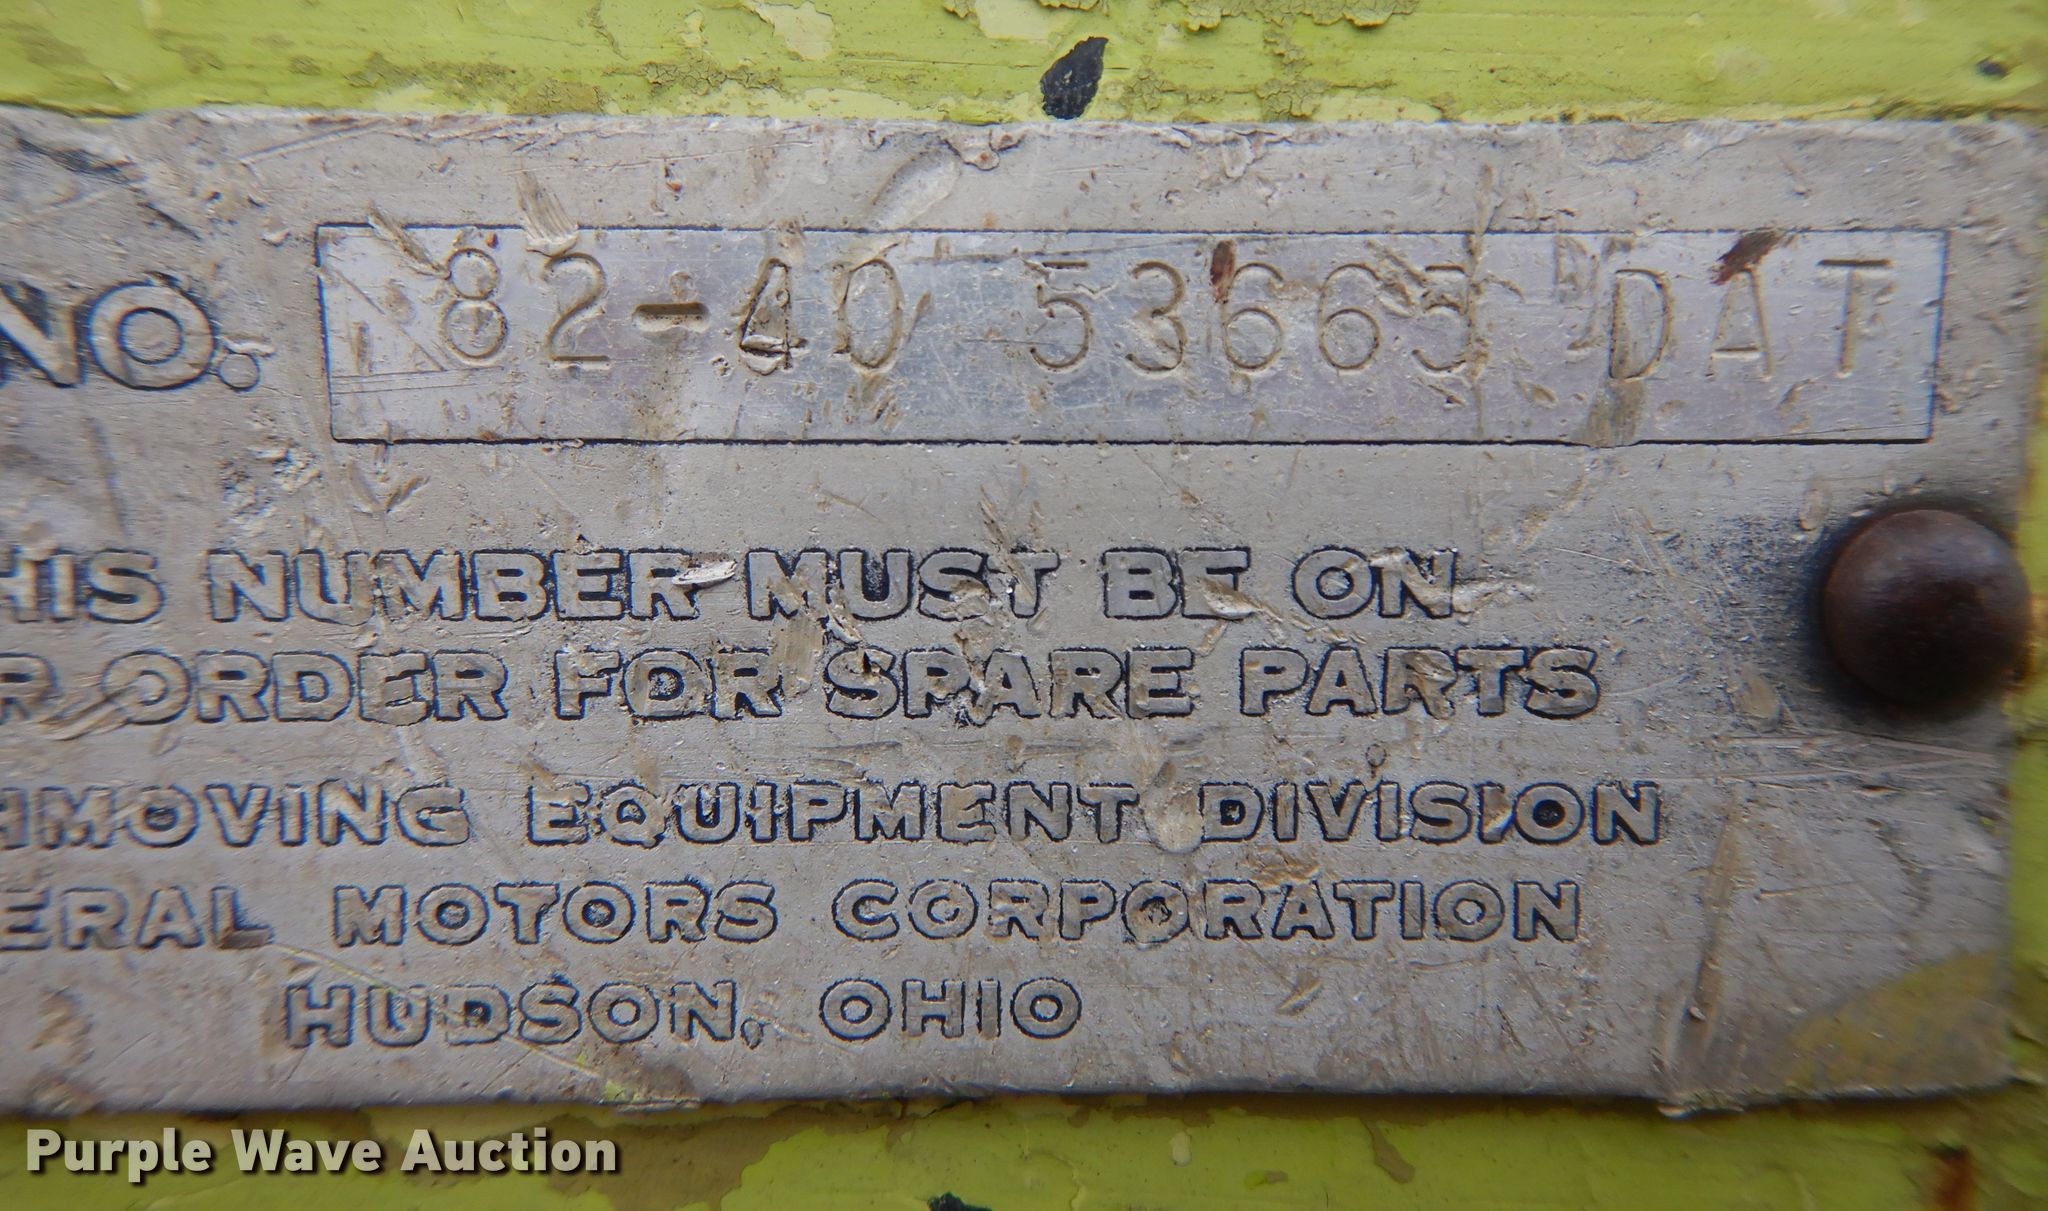 NO. 82-40 53665 DAT
HIS NUMBER MUST BE ON
R ORDER FOR SPARE PARTS
HMOVING EQUIPMENT DIVISION
ERAL MOTORS CORPORATION
HUDSON, OHIO
Purple Wave Auction